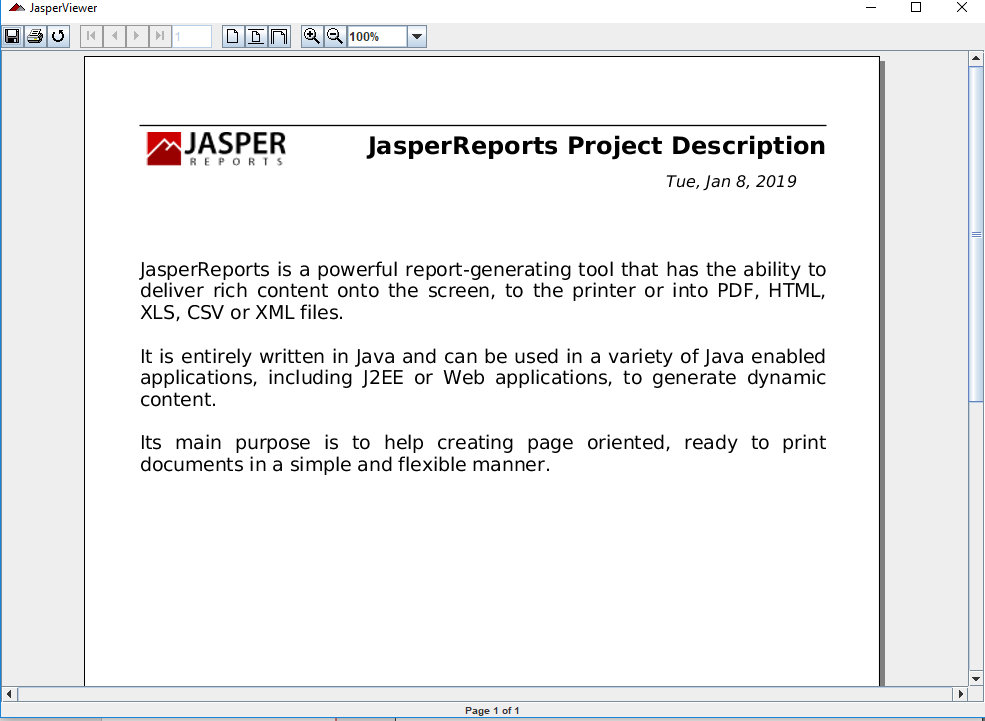 JasperViewer
1
100%
JASPER
REPORTS
JasperReports Project Description
Tue, Jan 8, 2019
JasperReports is a powerful report-generating tool that has the ability to
deliver rich content onto the screen, to the printer or into PDF, HTML,
XLS, CSV or XML files.
It is entirely written in Java and can be used in a variety of Java enabled
applications, including J2EE or Web applications, to generate dynamic
content.
Its main purpose is to help creating page oriented, ready to print
documents in a simple and flexible manner.
Page 1 of 1